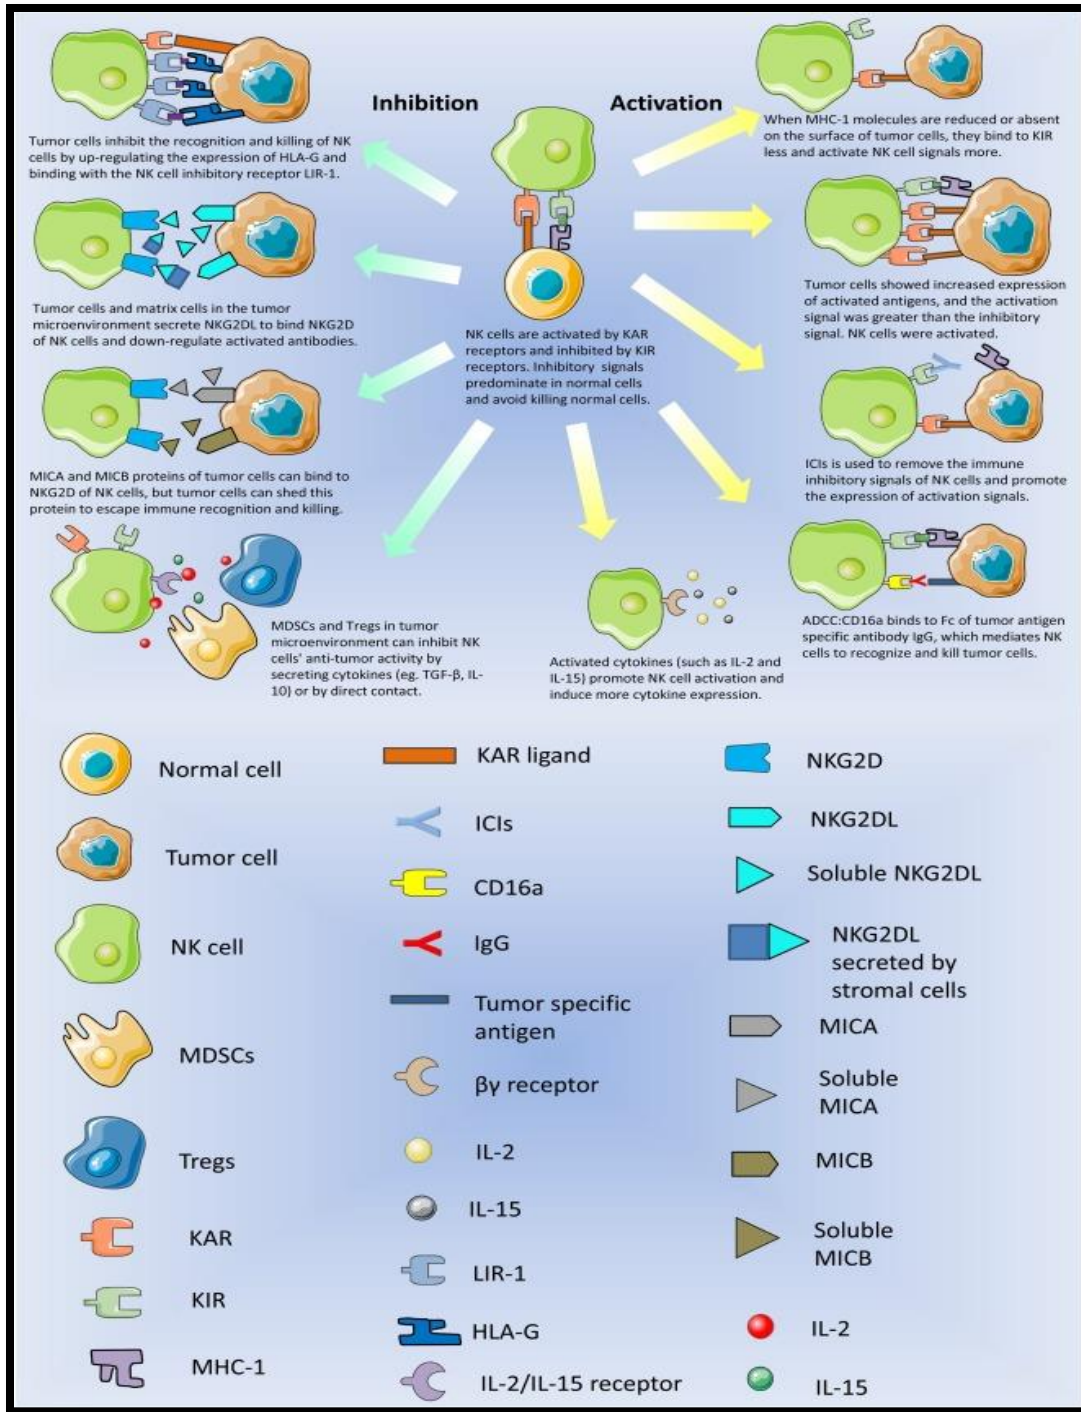 Inhibition
Activation
Tumor cells inhibit the recognition and killing of NK
cells by up-regulating the expression of HLA-G and
binding with the NK cell inhibitory receptor LIR-1.
When MHC-1 molecules are reduced or absent
on the surface of tumor cells, they bind to KIR
less and activate NK cell signals more.
Tumor cells and matrix cells in the tumor
microenvironment secrete NKG2DL to bind NKG2D
of NK cells and down-regulate activated antibodies.
NK cells are activated by KAR
receptors and inhibited by KIR
receptors. Inhibitory signals
predominate in normal cells
and avoid killing normal cells.
Tumor cells showed increased expression
of activated antigens, and the activation
signal was greater than the inhibitory
signal. NK cells were activated.
MICA and MICB proteins of tumor cells can bind to
NKG2D of NK cells, but tumor cells can shed this
protein to escape immune recognition and killing.
ICIs is used to remove the immune
inhibitory signals of NK cells and promote
the expression of activation signals.
MDSCs and Tregs in tumor
microenvironment can inhibit NK
cells' anti-tumor activity by
secreting cytokines (eg. TGF-β, IL-
10) or by direct contact.
Activated cytokines (such as IL-2 and
IL-15) promote NK cell activation and
induce more cytokine expression.
ADCC:CD16a binds to Fc of tumor antigen
specific antibody IgG, which mediates NK
cells to recognize and kill tumor cells.
Normal cell
Tumor cell
NK cell
MDSCs
Tregs
KAR
KIR
MHC-1
KAR ligand
ICIs
CD16a
IgG
Tumor specific
antigen
βγ receptor
IL-2
IL-15
LIR-1
HLA-G
IL-2/IL-15 receptor
NKG2D
NKG2DL
Soluble NKG2DL
NKG2DL
secreted by
stromal cells
MICA
Soluble
MICA
MICB
Soluble
MICB
IL-2
IL-15